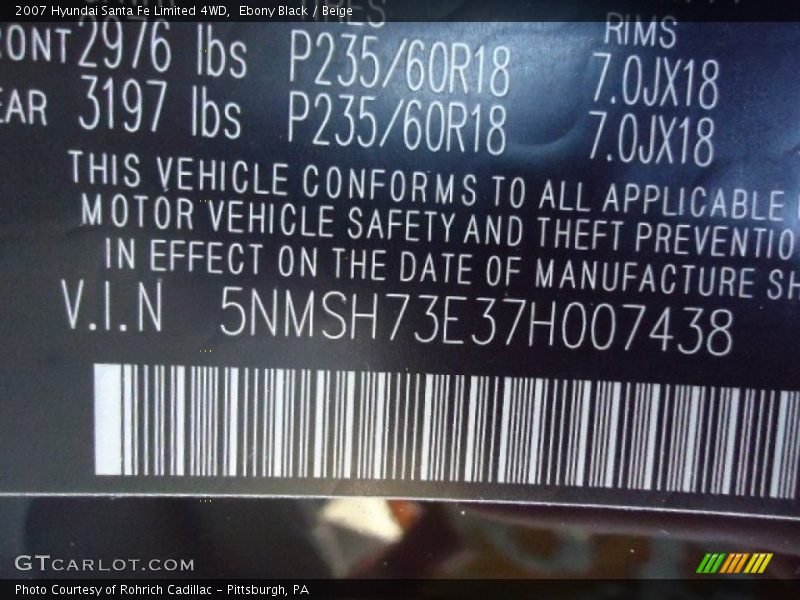 2007 Hyundai Santa Fe Limited 4WD, Ebony Black / Beige
RIMS
RONT 2976 lbs P235/60R18 7.0JX18
EAR 3197 lbs P235/60R18 7.0JX18
THIS VEHICLE CONFORMS TO ALL APPLICABLE
MOTOR VEHICLE SAFETY AND THEFT PREVENTIO
IN EFFECT ON THE DATE OF MANUFACTURE SH
V.I.N 5NMSH73E37H007438
GTCARLOT.COM
Photo Courtesy of Rohrich Cadillac - Pittsburgh, PA